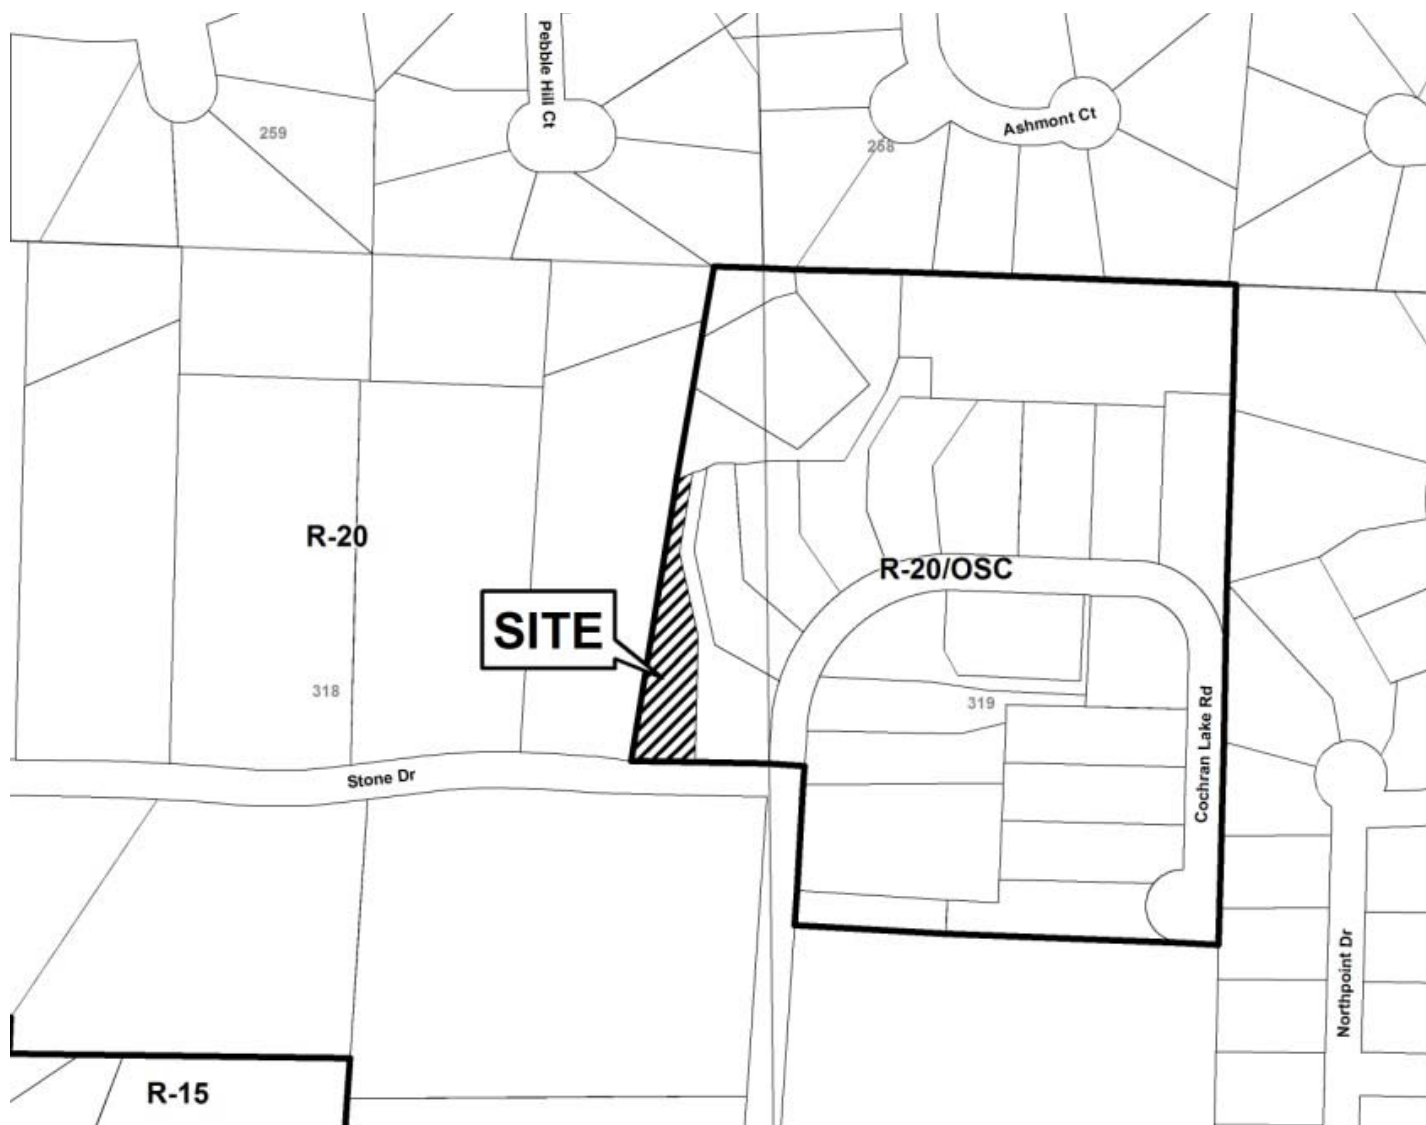 Pebble Hill Ct
259
Ashmont Ct
258
R-20
R-20/OSC
SITE
318
319
Cochran Lake Rd
Stone Dr
Northpoint Dr
R-15